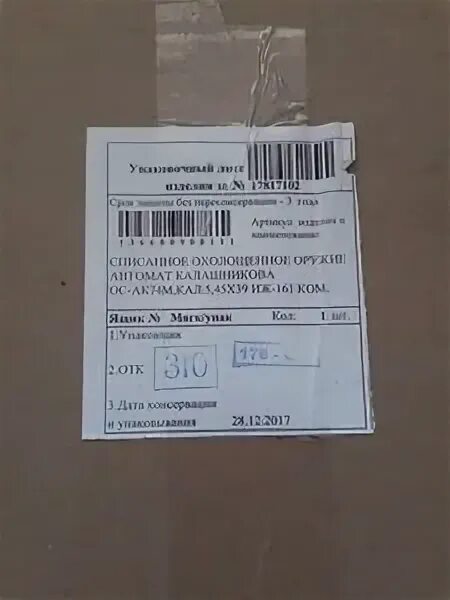 Упаковочный лист
изделия № 17817102
Срок защиты без переконсервации - 3 года
Артикул изделия в
СПИСАННОЕ ОХОЛОЩЕННОЕ ОРУЖИЕ
АВТОМАТ КАЛАШНИКОВА
ОС-АК74М,КАЛ.5,45Х39 ИЖ-161 КОМ.
Ящик № Мягкупак Кол: 1 шт.
1.Упаковщик 178
2.ОТК 310
3.Дата консервации
и упаковывания 28.12.2017